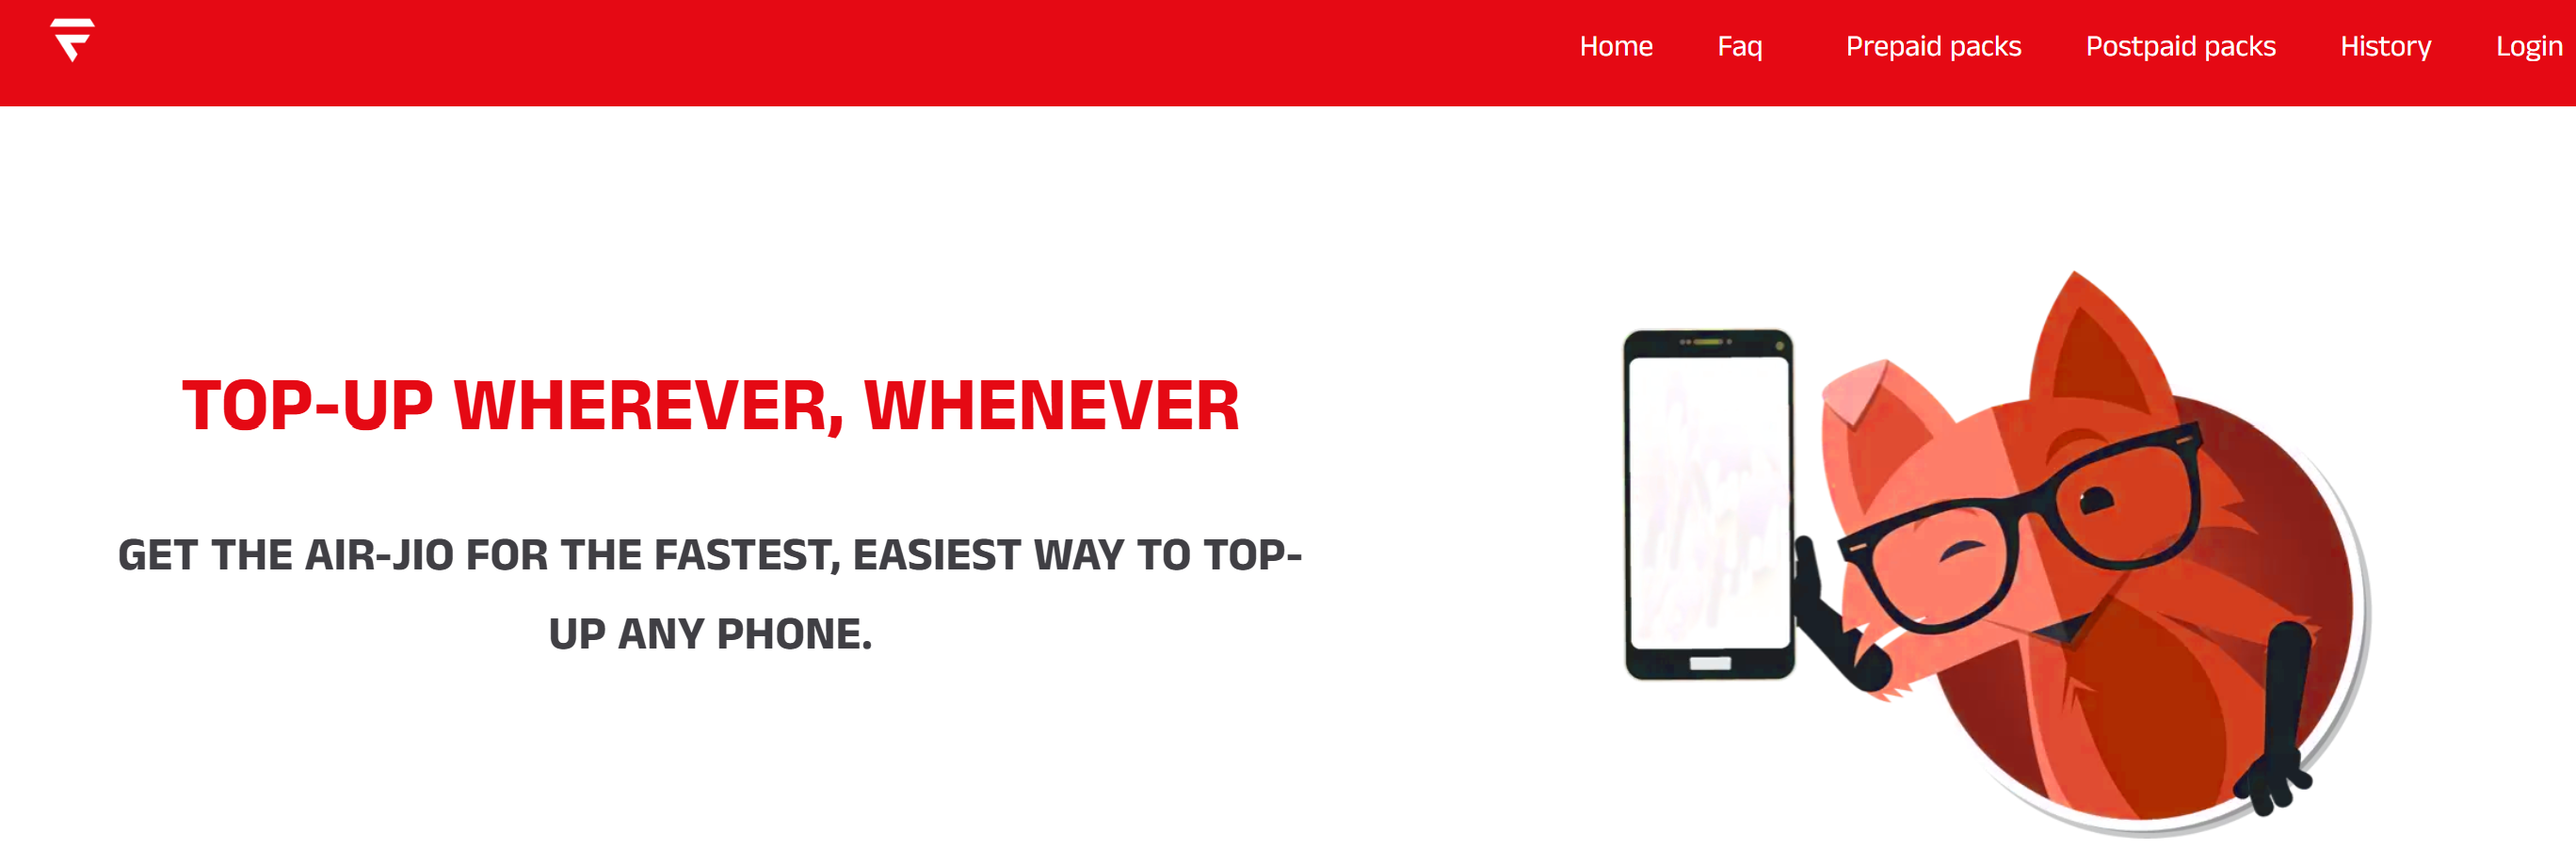 Home Faq Prepaid packs Postpaid packs History Login
TOP-UP WHEREVER, WHENEVER
GET THE AIR-JIO FOR THE FASTEST, EASIEST WAY TO TOP-
UP ANY PHONE.